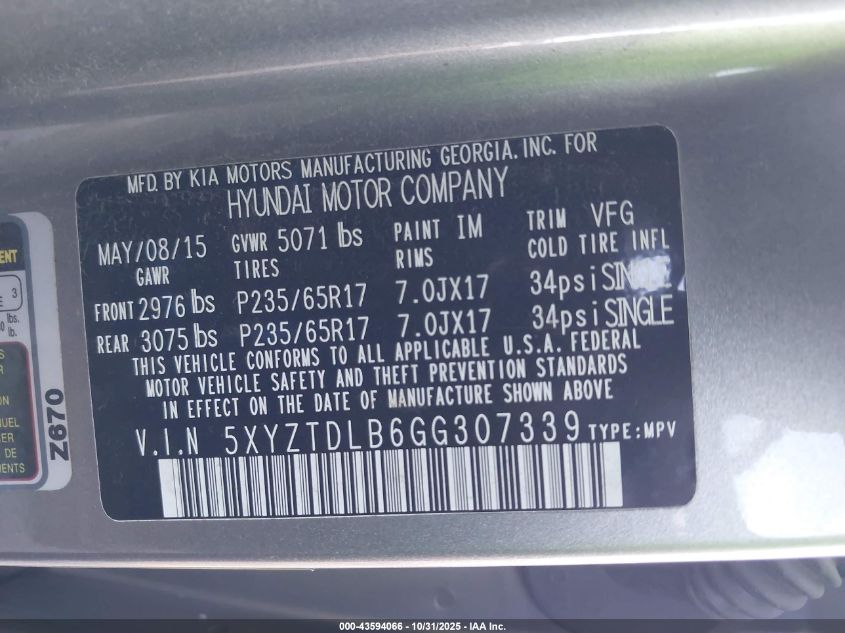 MFD. BY KIA MOTORS MANUFACTURING GEORGIA. INC. FOR
HYUNDAI MOTOR COMPANY
MAY/08/15 GVWR 5071 lbs PAINT IM TRIM VFG
GAWR TIRES RIMS COLD TIRE INFL
FRONT 2976 lbs P235/65R17 7.0JX17 34psi SINGLE
REAR 3075 lbs P235/65R17 7.0JX17 34psi SINGLE
THIS VEHICLE CONFORMS TO ALL APPLICABLE U.S.A. FEDERAL
MOTOR VEHICLE SAFETY AND THEFT PREVENTION STANDARDS
IN EFFECT ON THE DATE OF MANUFACTURE SHOWN ABOVE
V.I.N 5XYZTDLB6GG307339 TYPE:MPV
3
lbs.
lb.
DE
Z670
000-43594066 - 10/31/2025 - IAA Inc.